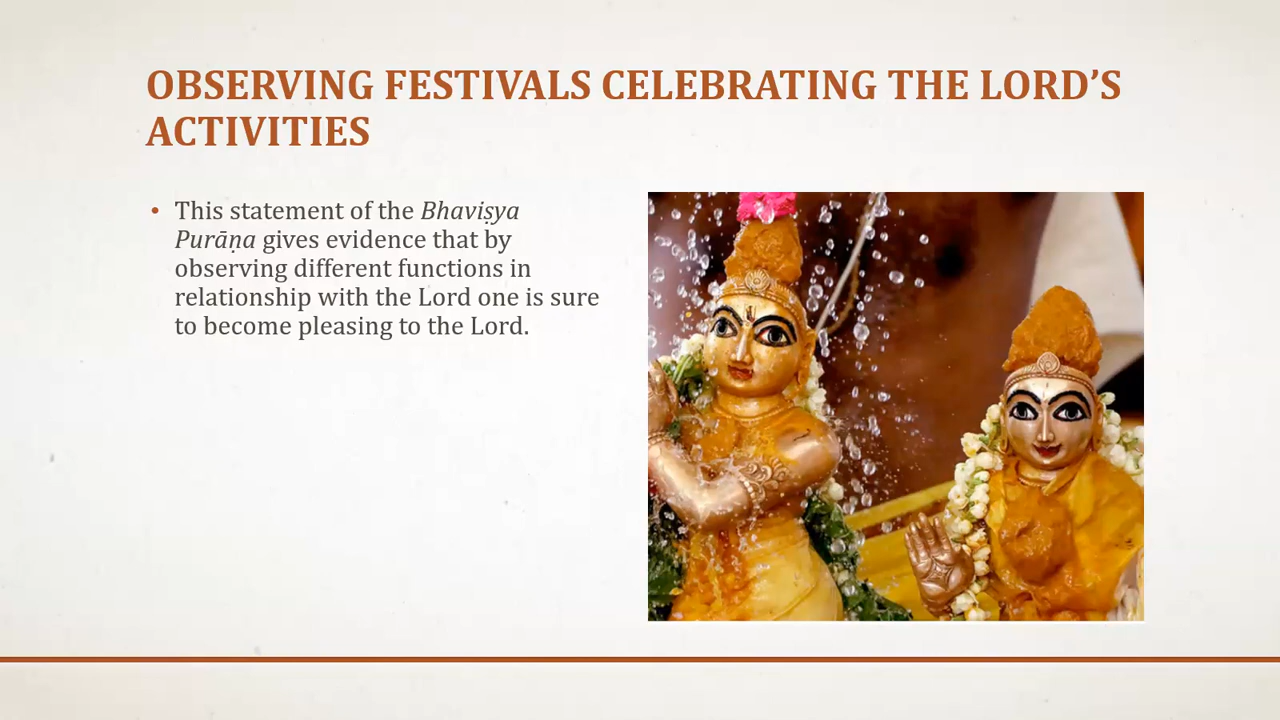 OBSERVING FESTIVALS CELEBRATING THE LORD’S
ACTIVITIES
• This statement of the Bhaviṣya
Purāṇa gives evidence that by
observing different functions in
relationship with the Lord one is sure
to become pleasing to the Lord.